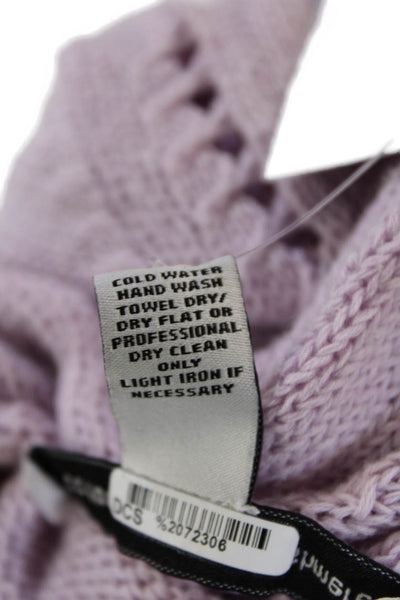 COLD WATER
HAND WASH
TOWEL DRY/
DRY FLAT OR
PROFESSIONAL
DRY CLEAN
ONLY
LIGHT IRON IF
NECESSARY
DCS %2072306